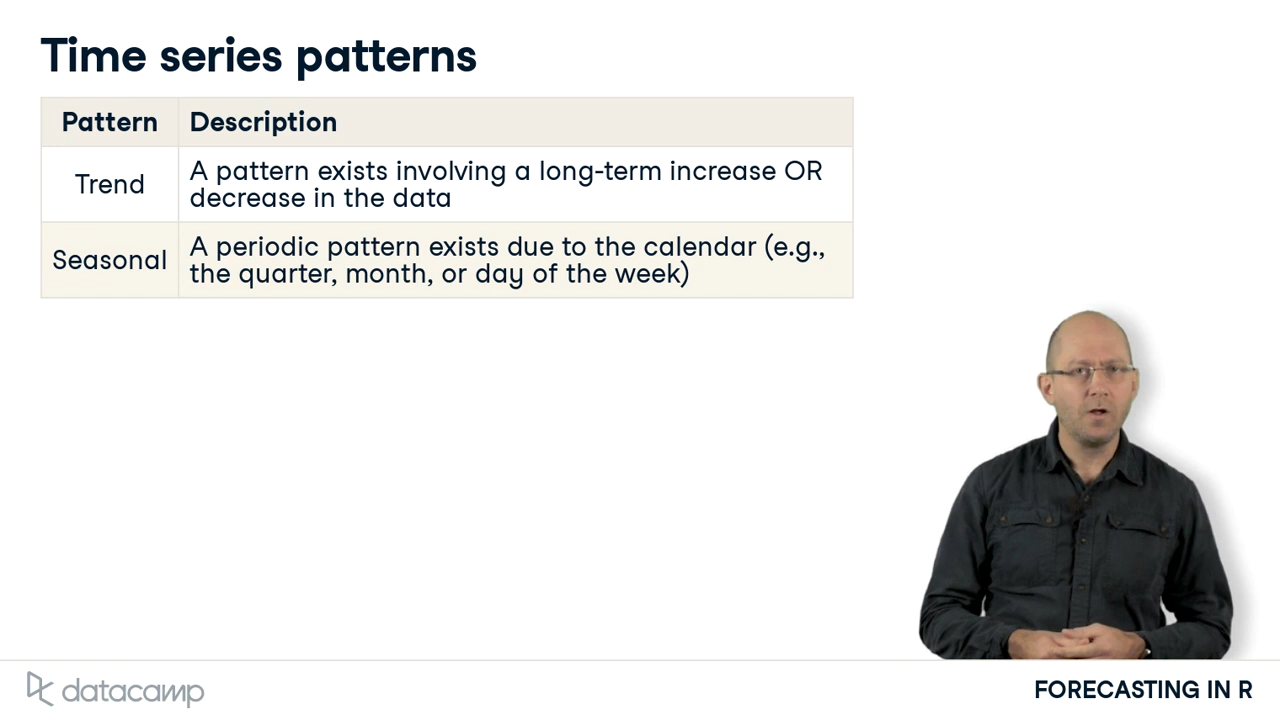 Time series patterns
Pattern Description
Trend A pattern exists involving a long-term increase OR
decrease in the data
Seasonal A periodic pattern exists due to the calendar (e.g.,
the quarter, month, or day of the week)
datacamp FORECASTING IN R